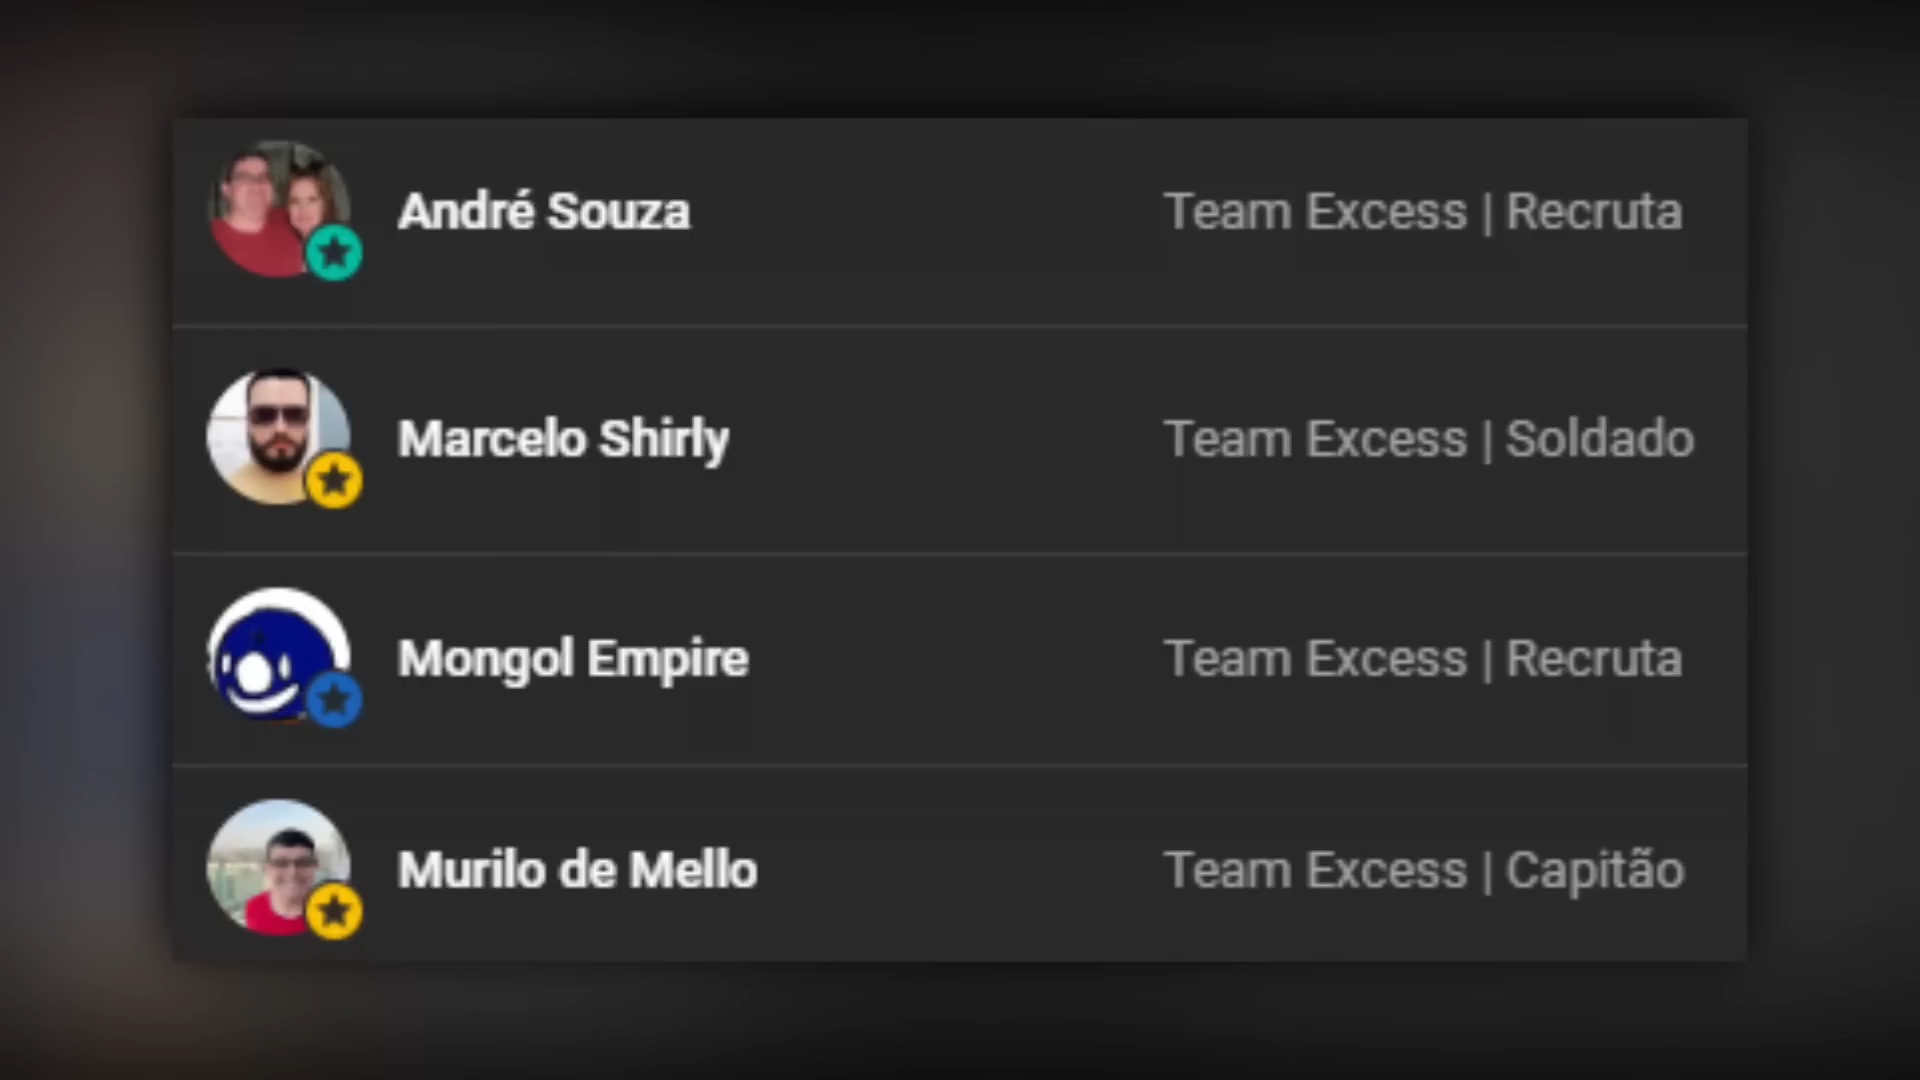 André Souza Team Excess | Recruta
Marcelo Shirly Team Excess | Soldado
Mongol Empire Team Excess | Recruta
Murilo de Mello Team Excess | Capitão